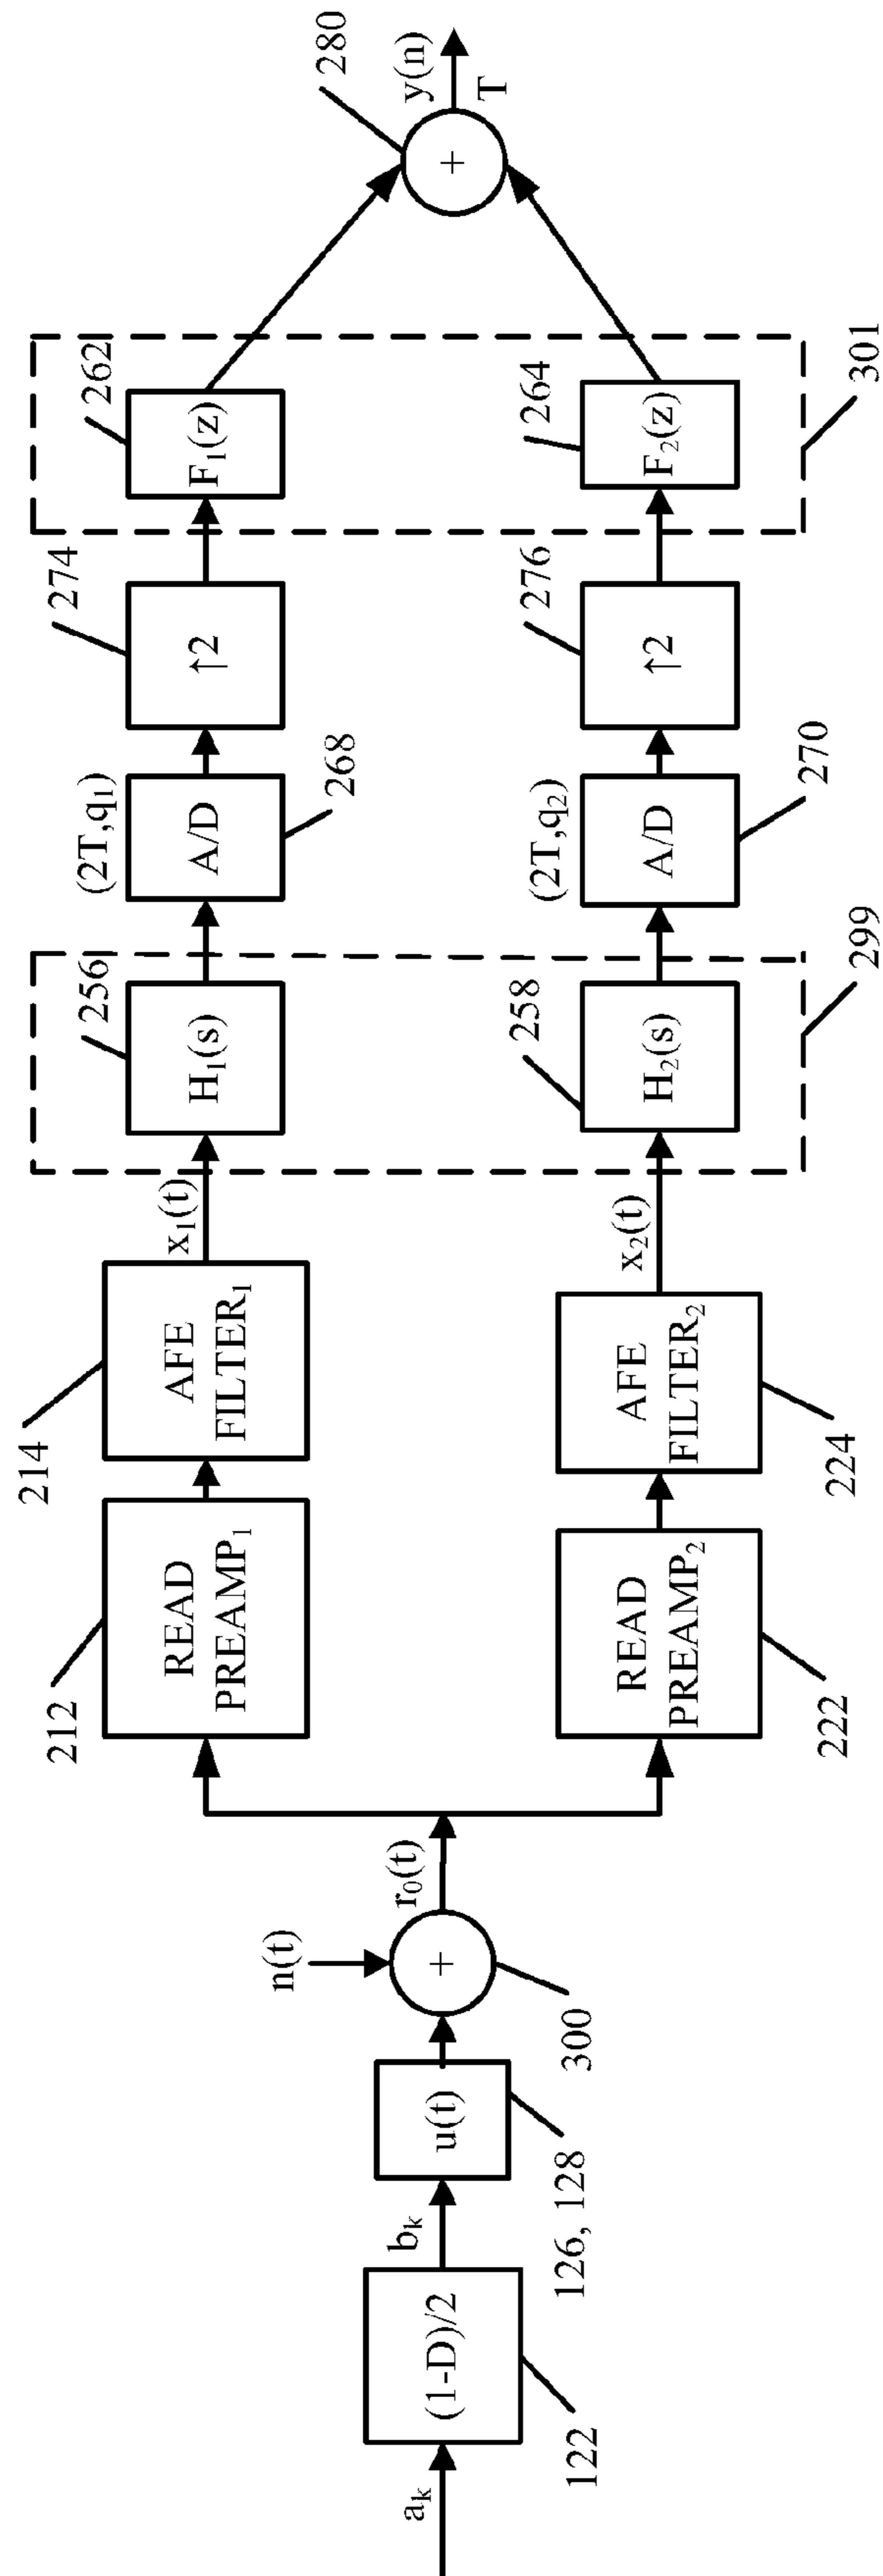 a_k
(1-D)/2
122
b_k
u(t)
126, 128
n(t)
+
300
r_0(t)
212
READ
PREAMP_1
214
AFE
FILTER_1
x_1(t)
256
H_1(s)
(2T,q_1)
A/D
268
274
↑2
262
F_1(z)
READ
PREAMP_2
222
AFE
FILTER_2
224
x_2(t)
258
H_2(s)
299
(2T,q_2)
A/D
270
276
↑2
264
F_2(z)
301
280
+
y(n)
T